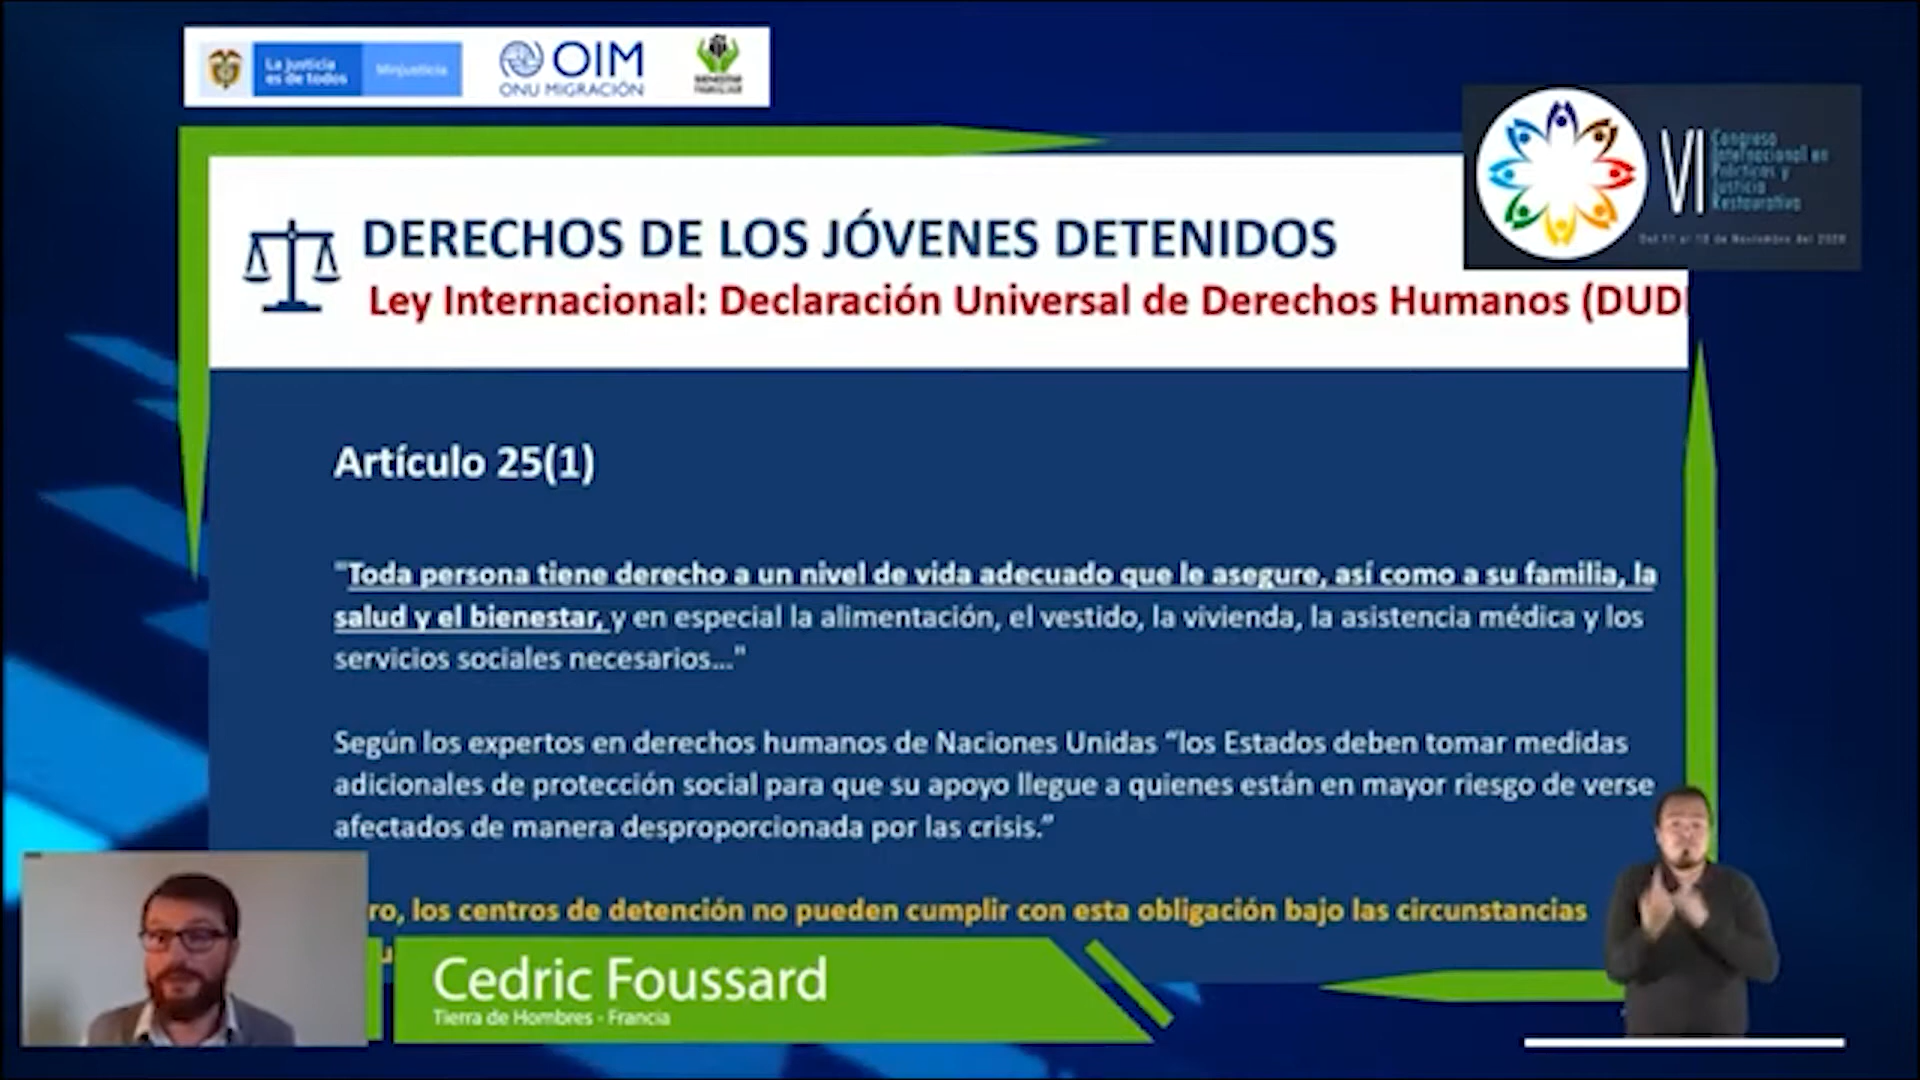 La justicia
es de todos
Minjusticia
OIM
ONU MIGRACIÓN
BIENESTAR
FAMILIAR
VI
Congreso
Internacional en
Prácticas y
Justicia
Restaurativa
DERECHOS DE LOS JÓVENES DETENIDOS
Ley Internacional: Declaración Universal de Derechos Humanos (DUD
Artículo 25(1)
"Toda persona tiene derecho a un nivel de vida adecuado que le asegure, así como a su familia, la
salud y el bienestar, y en especial la alimentación, el vestido, la vivienda, la asistencia médica y los
servicios sociales necesarios..."
Según los expertos en derechos humanos de Naciones Unidas “los Estados deben tomar medidas
adicionales de protección social para que su apoyo llegue a quienes están en mayor riesgo de verse
afectados de manera desproporcionada por las crisis.”
ro, los centros de detención no pueden cumplir con esta obligación bajo las circunstancias
Cedric Foussard
Tierra de Hombres - Francia